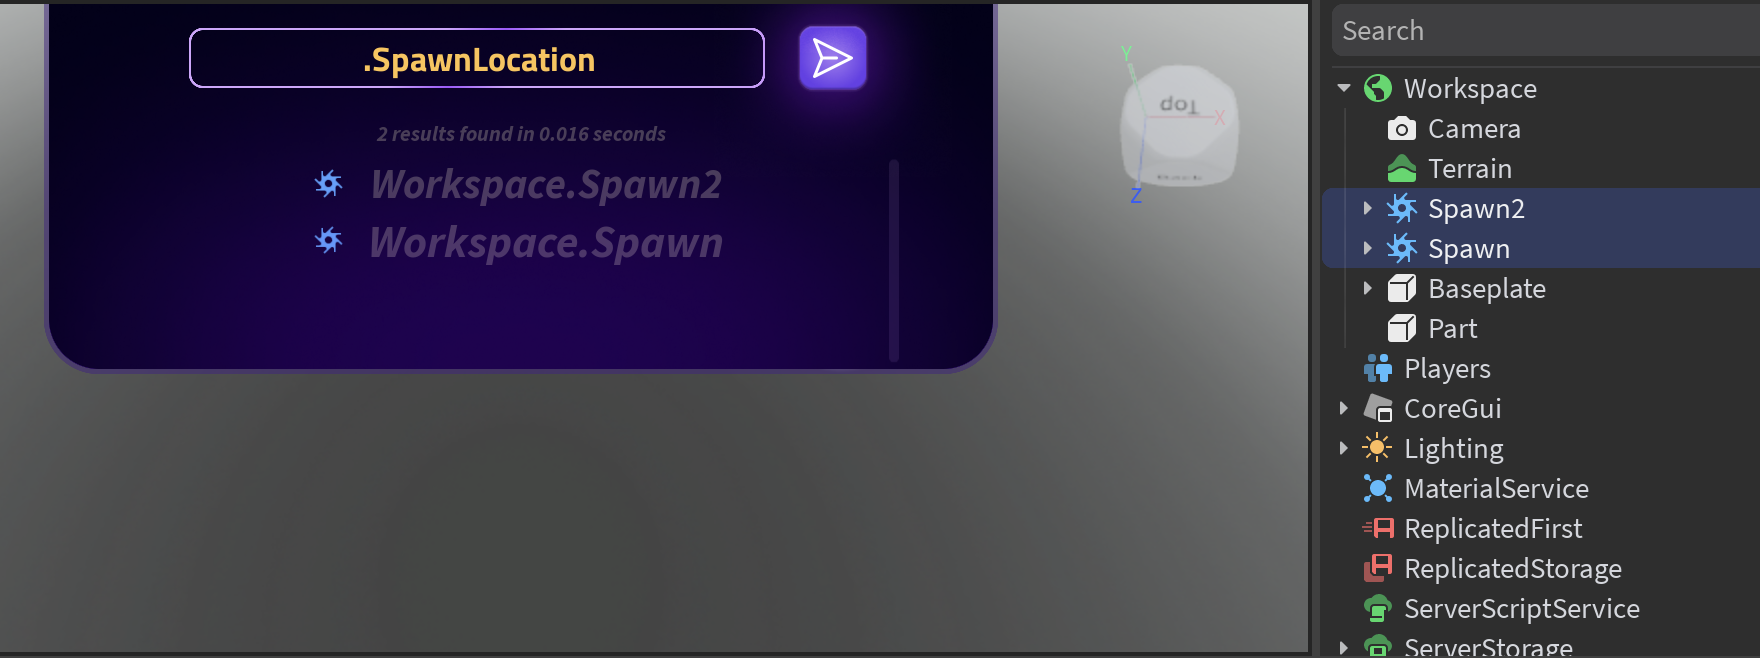 .SpawnLocation
2 results found in 0.016 seconds
Workspace.Spawn2
Workspace.Spawn
Y
Top
X
Z
Search
Workspace
Camera
Terrain
Spawn2
Spawn
Baseplate
Part
Players
CoreGui
Lighting
MaterialService
ReplicatedFirst
ReplicatedStorage
ServerScriptService
ServerStorage